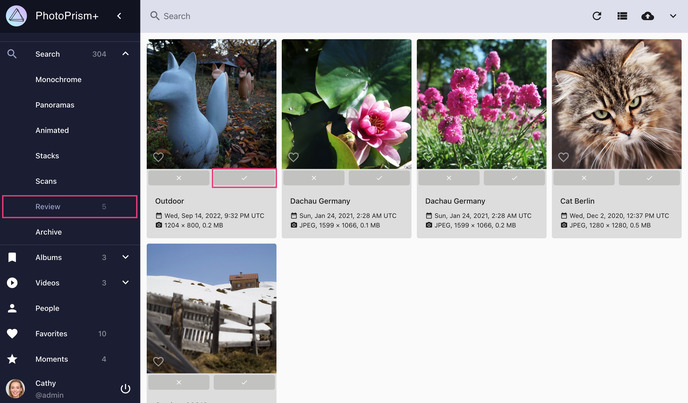 PhotoPrism+
Search
Search 304
Monochrome
Panoramas
Animated
Stacks
Scans
Review 5
Archive
Albums 3
Videos 3
People
Favorites 10
Moments 4
Cathy
@admin
Outdoor
Wed, Sep 14, 2022, 9:32 PM UTC
1204 × 800, 0.2 MB
Dachau Germany
Sun, Jan 24, 2021, 2:28 AM UTC
JPEG, 1599 × 1066, 0.1 MB
Dachau Germany
Sun, Jan 24, 2021, 2:28 AM UTC
JPEG, 1599 × 1066, 0.2 MB
Cat Berlin
Wed, Dec 2, 2020, 12:37 PM UTC
JPEG, 1280 × 1280, 0.5 MB